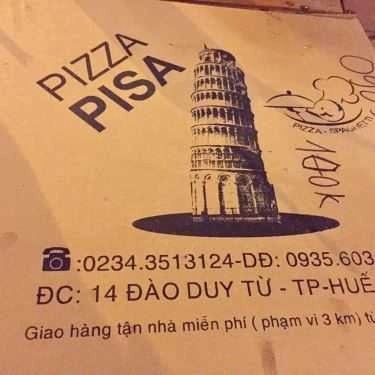 PIZZA
PISA
PIZZA - SPAGHETTI
100k
:0234.3513124-DĐ: 0935.603
ĐC: 14 ĐÀO DUY TỪ - TP-HUẾ
Giao hàng tận nhà miễn phí ( phạm vi 3 km) từ